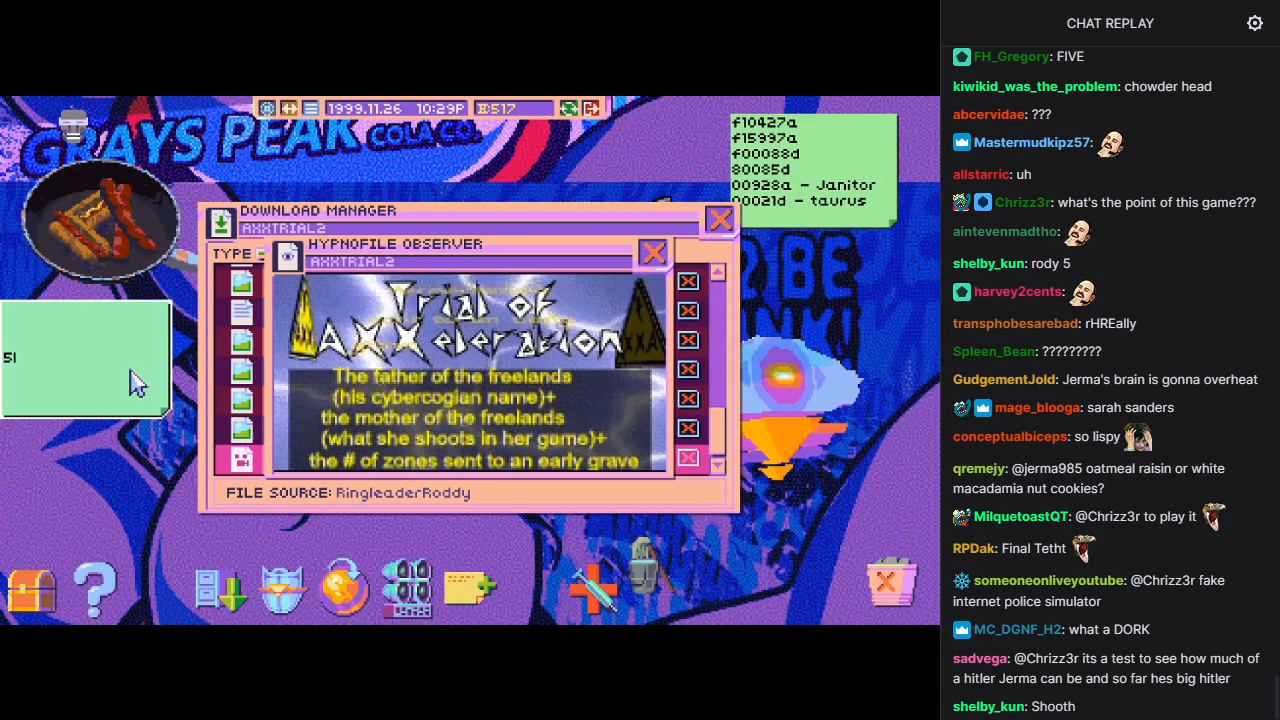 GRAYS PEAK COLA CO.
1999.11.26 10:29P
517
f10427a
f15997a
f00088d
80085d
00928a - Janitor
00021d - taurus
DOWNLOAD MANAGER
AXXTRIAL2
TYPE
HYPNOFILE OBSERVER
AXXTRIAL2
Trial of
AXXeleration
The father of the freelands
(his cybercogian name)+
the mother of the freelands
(what she shoots in her game)+
the # of zones sent to an early grave
FILE SOURCE: RingleaderRoddy
51
2 BE
CHAT REPLAY
FH_Gregory: FIVE
kiwikid_was_the_problem: chowder head
abcervidae: ???
Mastermudkipz57:
allstarric: uh
Chrizz3r: what's the point of this game???
aintevenmadtho:
shelby_kun: rody 5
harvey2cents:
transphobesarebad: rHREally
Spleen_Bean: ?????????
GudgementJold: Jerma's brain is gonna overheat
mage_blooga: sarah sanders
conceptualbiceps: so lispy
qremejy: @jerma985 oatmeal raisin or white
macadamia nut cookies?
MilquetoastQT: @Chrizz3r to play it
RPDak: Final Tetht
someoneonliveyoutube: @Chrizz3r fake
internet police simulator
MC_DGNF_H2: what a DORK
sadvega: @Chrizz3r its a test to see how much of
a hitler Jerma can be and so far hes big hitler
shelby_kun: Shooth